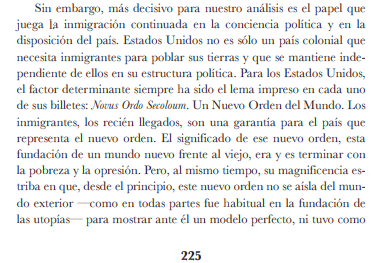 Sin embargo, más decisivo para nuestro análisis es el papel que
juega la inmigración continuada en la conciencia política y en la
disposición del país. Estados Unidos no es sólo un país colonial que
necesita inmigrantes para poblar sus tierras y que se mantiene inde-
pendiente de ellos en su estructura política. Para los Estados Unidos,
el factor determinante siempre ha sido el lema impreso en cada uno
de sus billetes: Novus Ordo Secoloum. Un Nuevo Orden del Mundo. Los
inmigrantes, los recién llegados, son una garantía para el país que
representa el nuevo orden. El significado de ese nuevo orden, esta
fundación de un mundo nuevo frente al viejo, era y es terminar con
la pobreza y la opresión. Pero, al mismo tiempo, su magnificencia es-
triba en que, desde el principio, este nuevo orden no se aísla del mun-
do exterior —como en todas partes fue habitual en la fundación de
las utopías— para mostrar ante él un modelo perfecto, ni tuvo como
225